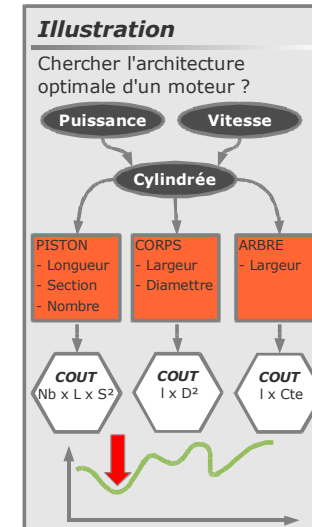 Illustration
Chercher l'architecture
optimale d'un moteur ?
Puissance
Vitesse
Cylindrée
PISTON
- Longueur
- Section
- Nombre
CORPS
- Largeur
- Diamettre
ARBRE
- Largeur
COUT
Nb x L x S²
COUT
l x D²
COUT
l x Cte